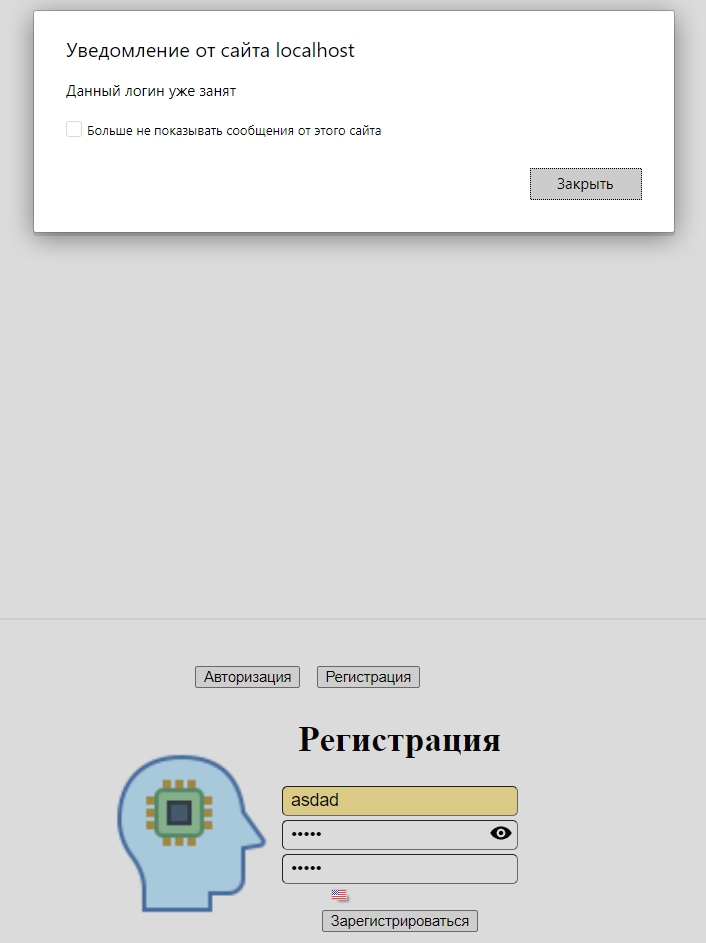 Уведомление от сайта localhost
Данный логин уже занят
Больше не показывать сообщения от этого сайта
Закрыть
Авторизация Регистрация
Регистрация
asdad
•••••
•••••
Зарегистрироваться